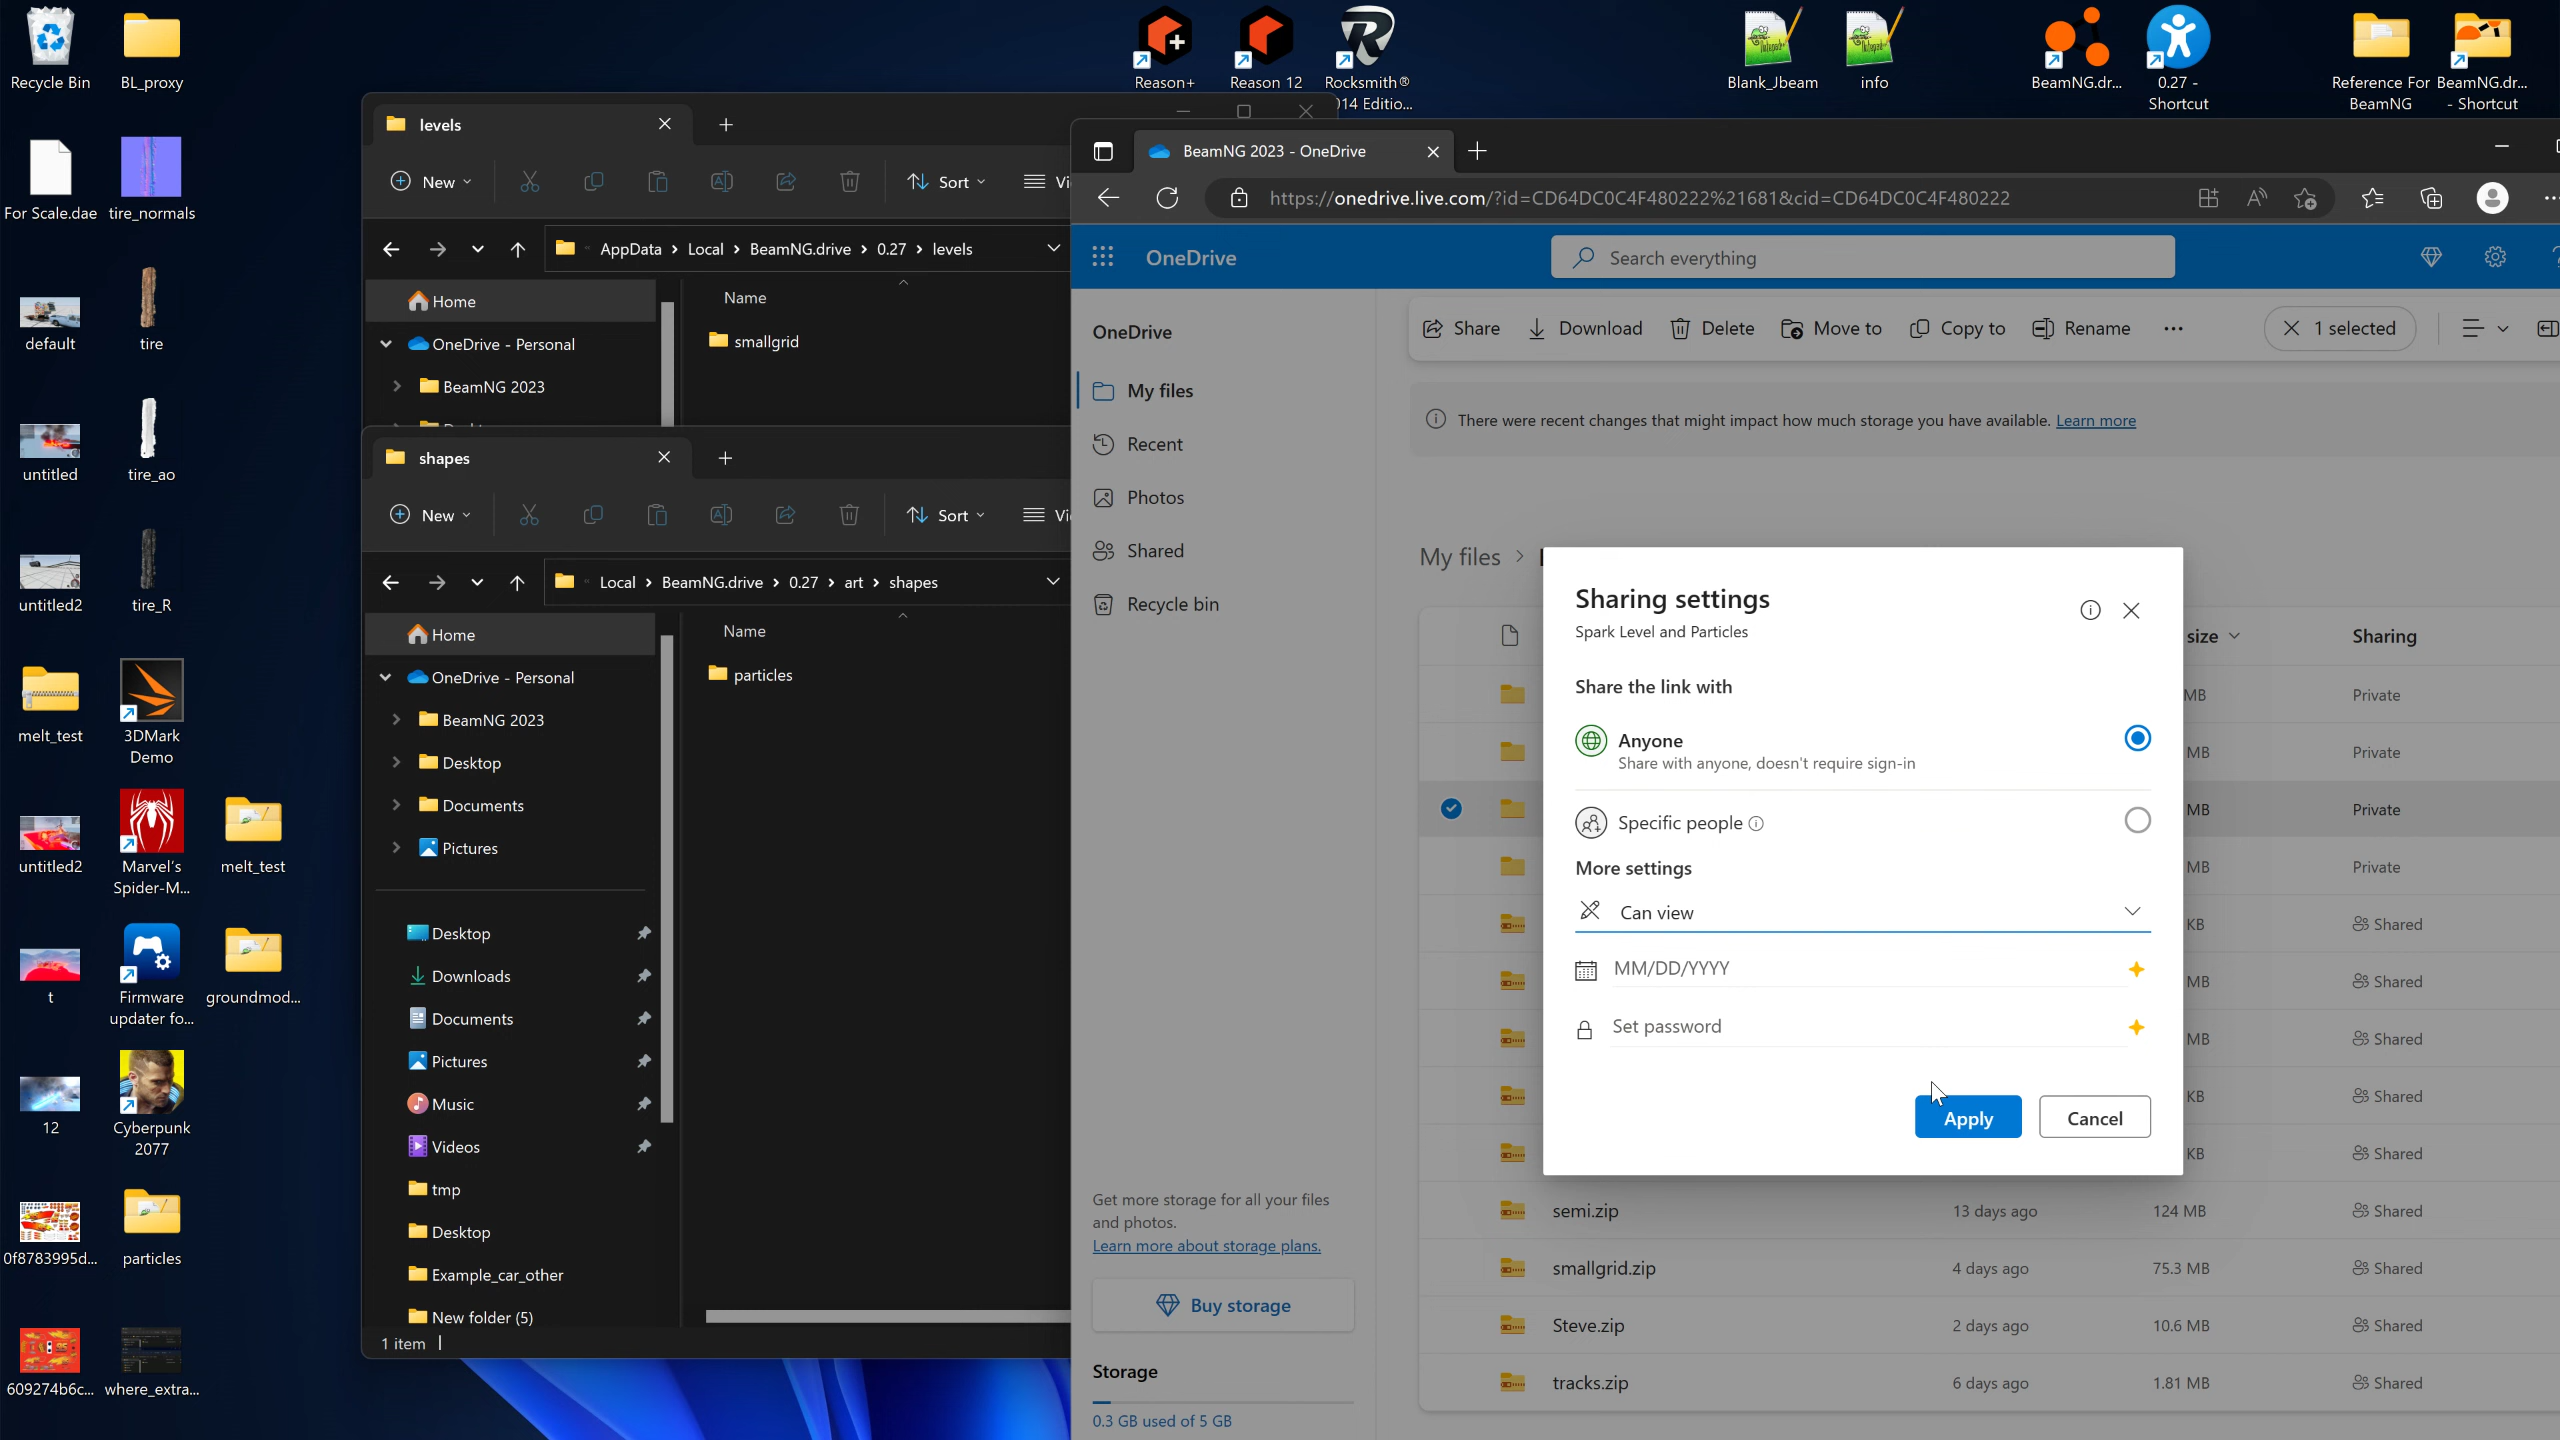 Recycle Bin
BL_proxy
For Scale.dae
tire_normals
default
tire
untitled
tire_ao
untitled2
tire_R
melt_test
3DMark
Demo
untitled2
Marvel's
Spider-M...
melt_test
t
Firmware
updater fo...
groundmod...
12
Cyberpunk
2077
0f8783995d...
particles
609274b6c...
where_extra...
Reason+
Reason 12
Rocksmith®
14 Editio...
Blank_Jbeam
info
BeamNG.dr...
0.27 -
Shortcut
Reference For
BeamNG
BeamNG.dr...
- Shortcut
levels
New
Sort
AppData > Local > BeamNG.drive > 0.27 > levels
Home
OneDrive - Personal
BeamNG 2023
Name
smallgrid
shapes
New
Sort
Local > BeamNG.drive > 0.27 > art > shapes
Home
OneDrive - Personal
BeamNG 2023
Desktop
Documents
Pictures
Desktop
Downloads
Documents
Pictures
Music
Videos
tmp
Desktop
Example_car_other
New folder (5)
Name
particles
1 item
BeamNG 2023 - OneDrive
https://onedrive.live.com/?id=CD64DC0C4F480222%21681&cid=CD64DC0C4F480222
OneDrive
Search everything
OneDrive
My files
Recent
Photos
Shared
Recycle bin
Get more storage for all your files
and photos.
Learn more about storage plans.
Buy storage
Storage
0.3 GB used of 5 GB
Share
Download
Delete
Move to
Copy to
Rename
1 selected
There were recent changes that might impact how much storage you have available. Learn more
My files >
size
Sharing
MB Private
MB Private
MB Private
MB Private
KB Shared
MB Shared
MB Shared
KB Shared
KB Shared
semi.zip 13 days ago 124 MB Shared
smallgrid.zip 4 days ago 75.3 MB Shared
Steve.zip 2 days ago 10.6 MB Shared
tracks.zip 6 days ago 1.81 MB Shared
Sharing settings
Spark Level and Particles
Share the link with
Anyone
Share with anyone, doesn't require sign-in
Specific people
More settings
Can view
MM/DD/YYYY
Set password
Apply
Cancel